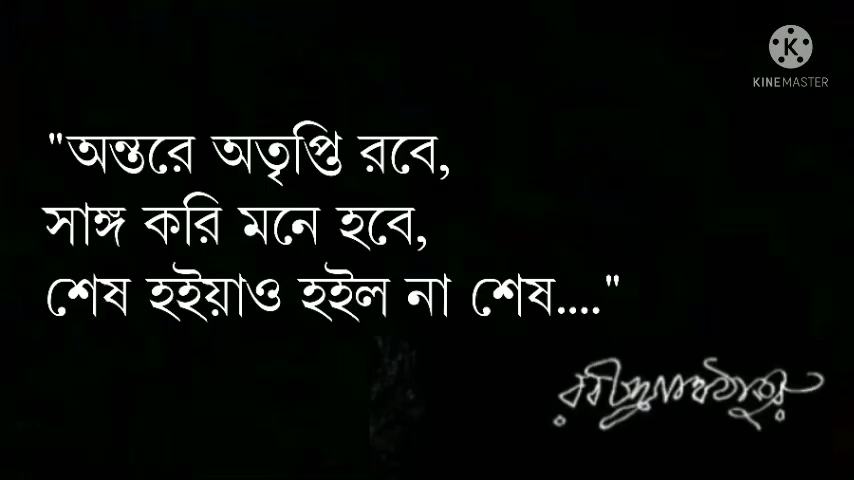 KINEMASTER
"অন্তরে অতৃপ্তি রবে,
সাঙ্গ করি মনে হবে,
শেষ হইয়াও হইল না শেষ...."
রবীন্দ্রনাথ ঠাকুর